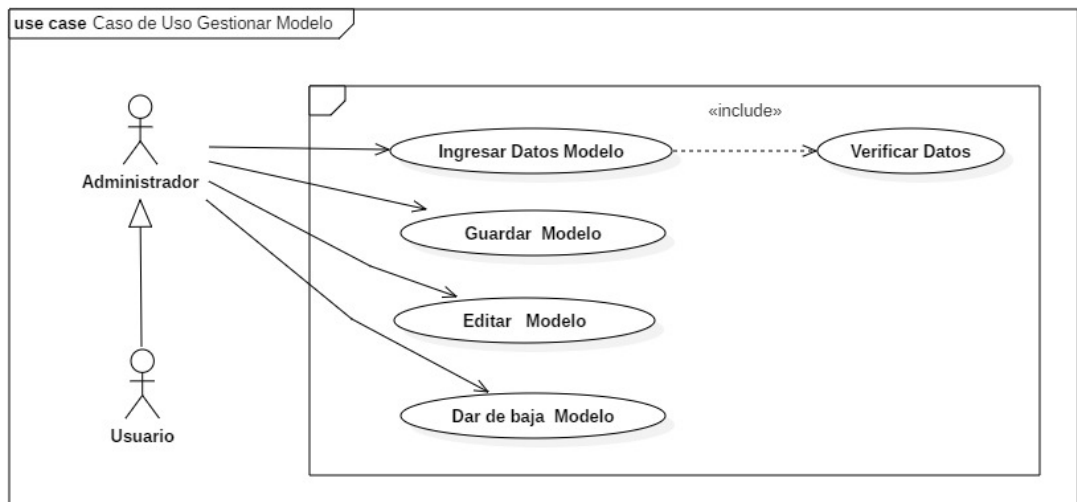 use case Caso de Uso Gestionar Modelo
«include»
Ingresar Datos Modelo
Verificar Datos
Administrador
Guardar Modelo
Editar Modelo
Dar de baja Modelo
Usuario